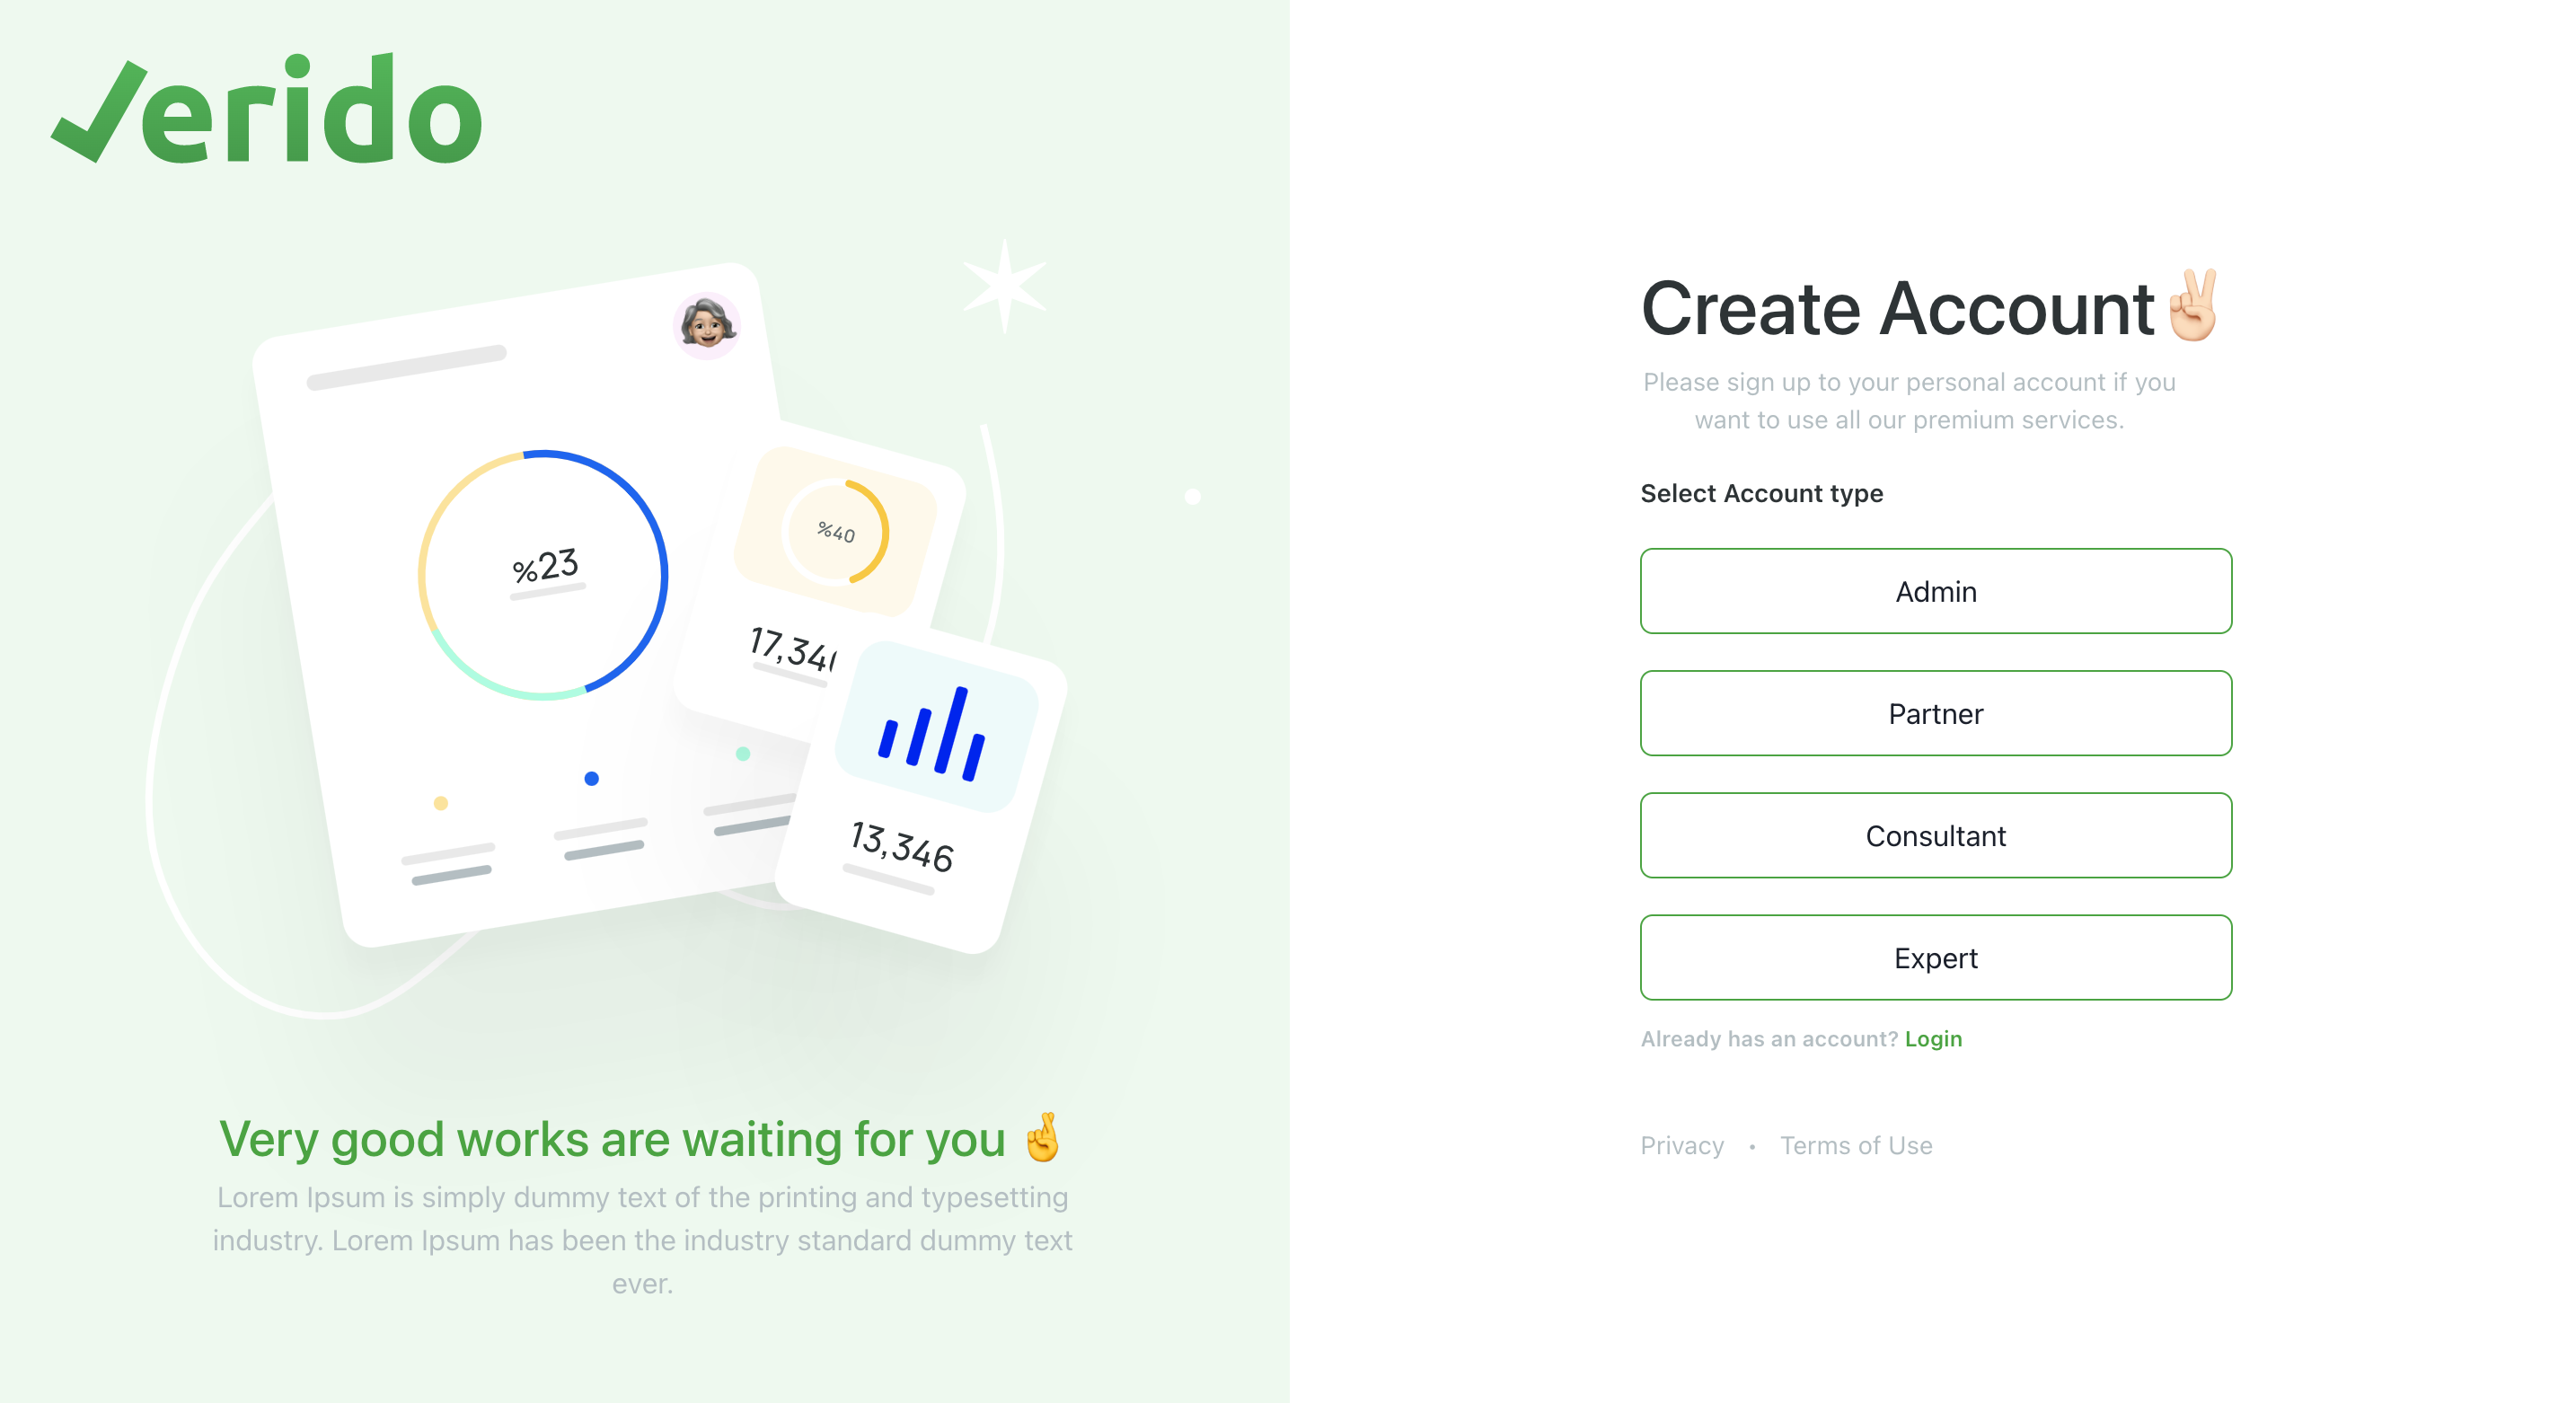 Verido
%23
%40
17,34
13,346
Very good works are waiting for you 🤞
Lorem Ipsum is simply dummy text of the printing and typesetting
industry. Lorem Ipsum has been the industry standard dummy text
ever.
Create Account✌🏻
Please sign up to your personal account if you
want to use all our premium services.
Select Account type
Admin
Partner
Consultant
Expert
Already has an account? Login
Privacy • Terms of Use